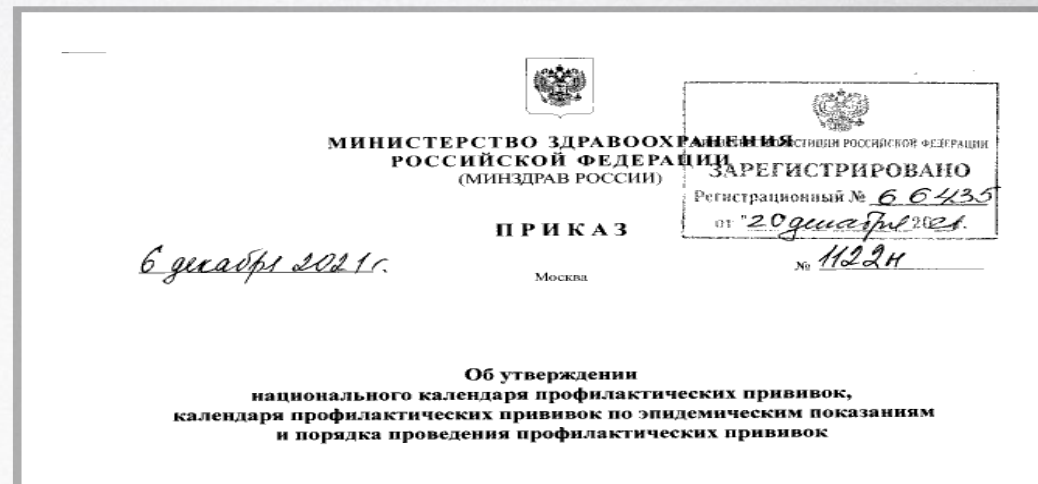 МИНИСТЕРСТВО ЗДРАВООХРАНЕНИЯ
РОССИЙСКОЙ ФЕДЕРАЦИИ
(МИНЗДРАВ РОССИИ)
РОССИЙСКОЙ ФЕДЕРАЦИИ
ЗАРЕГИСТРИРОВАНО
Регистрационный № 66435
от "20 декабря 2021.
ПРИКАЗ
6 декабря 2021 г.
Москва
№ 1122н
Об утверждении
национального календаря профилактических прививок,
календаря профилактических прививок по эпидемическим показаниям
и порядка проведения профилактических прививок